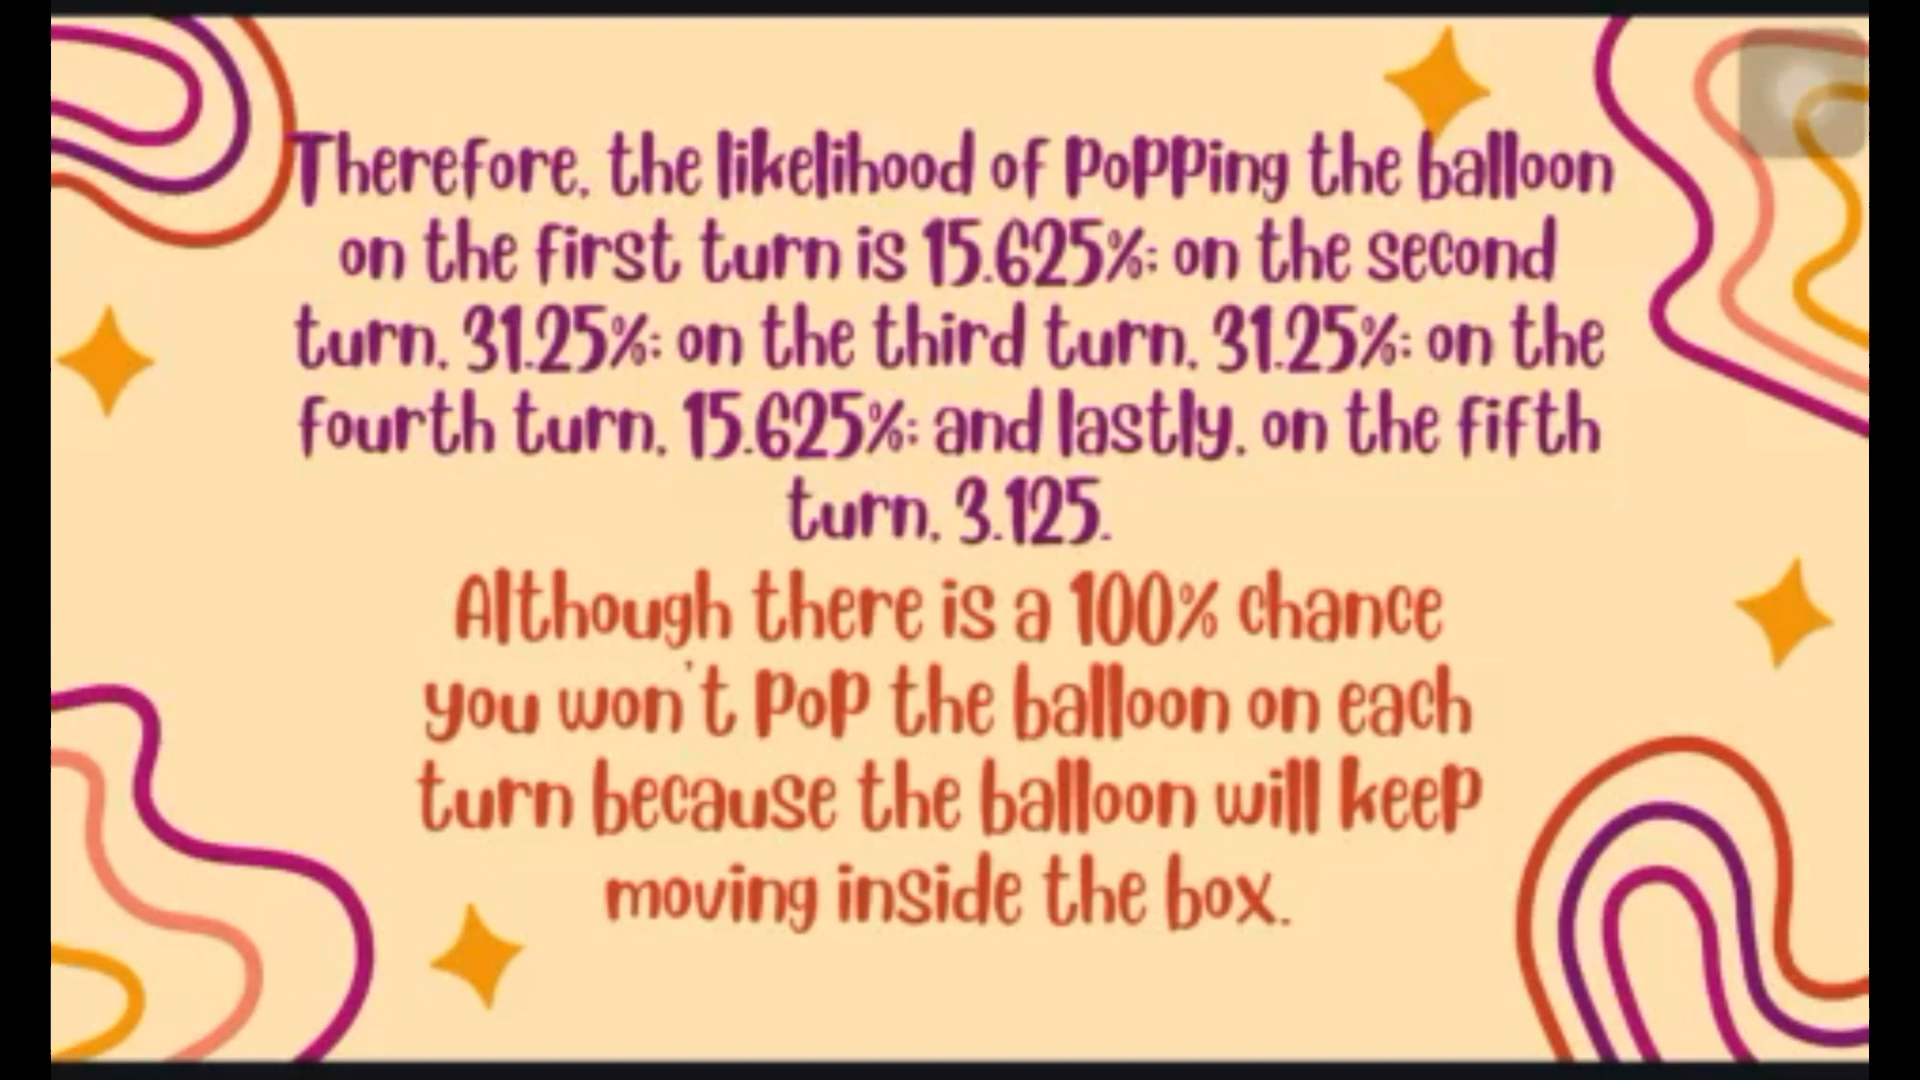 Therefore, the likelihood of popping the balloon
on the first turn is 15.625%; on the second
turn, 31.25%; on the third turn, 31.25%; on the
fourth turn, 15.625%; and lastly, on the fifth
turn, 3.125.
Although there is a 100% chance
you won't pop the balloon on each
turn because the balloon will keep
moving inside the box.